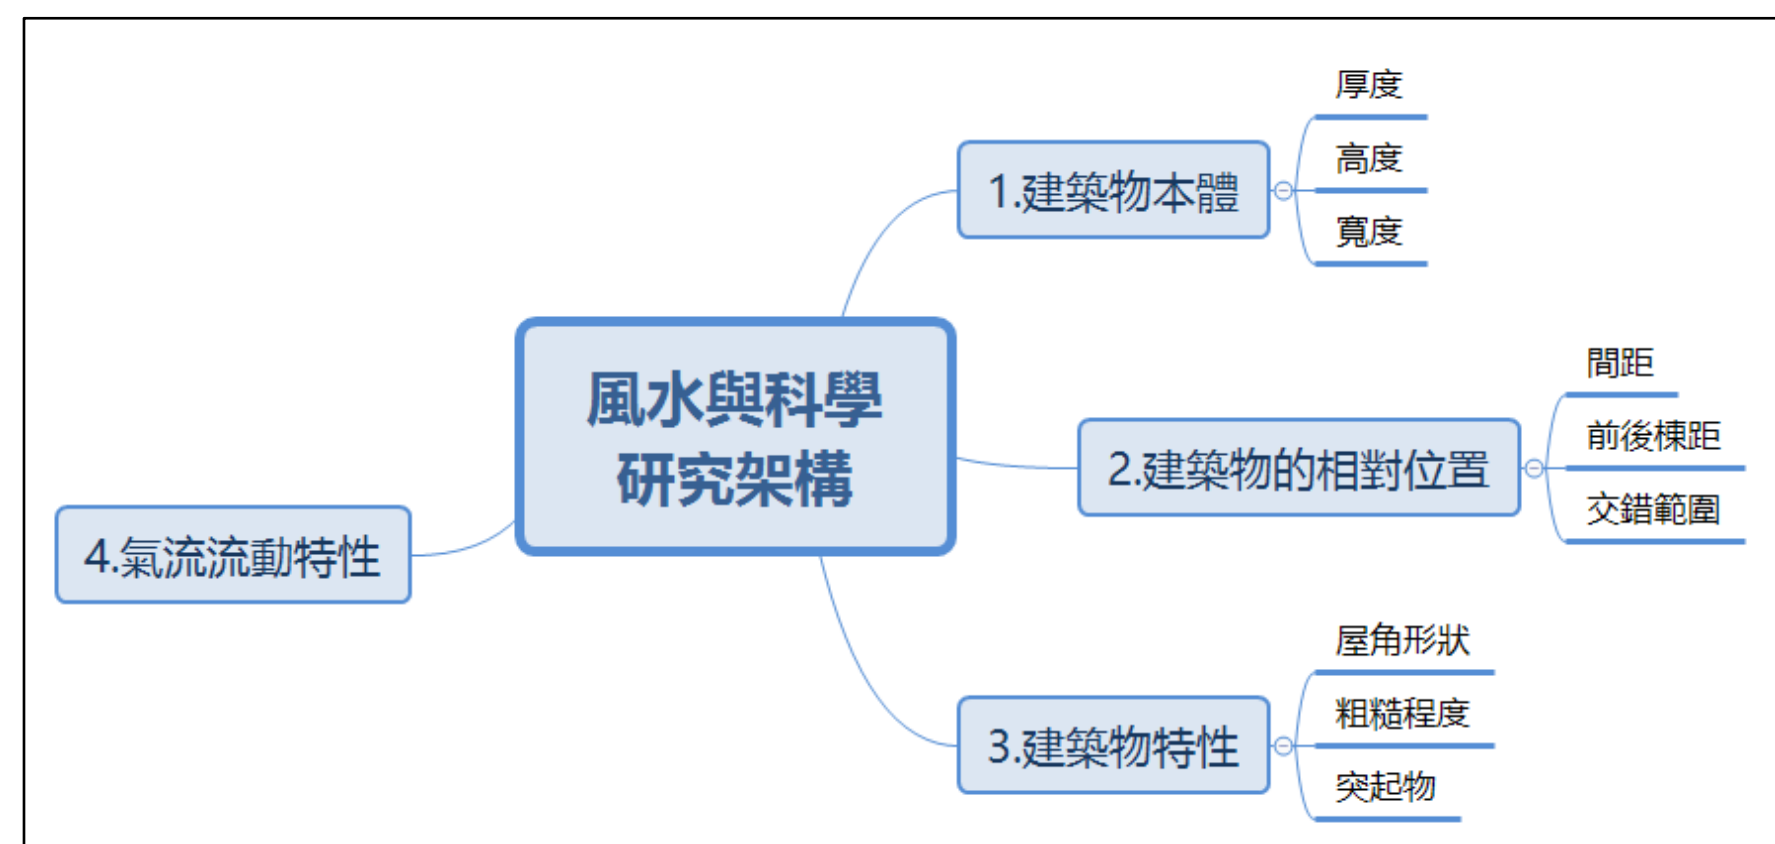 風水與科學
研究架構
1.建築物本體
厚度
高度
寬度
2.建築物的相對位置
間距
前後棟距
交錯範圍
3.建築物特性
屋角形狀
粗糙程度
突起物
4.氣流流動特性